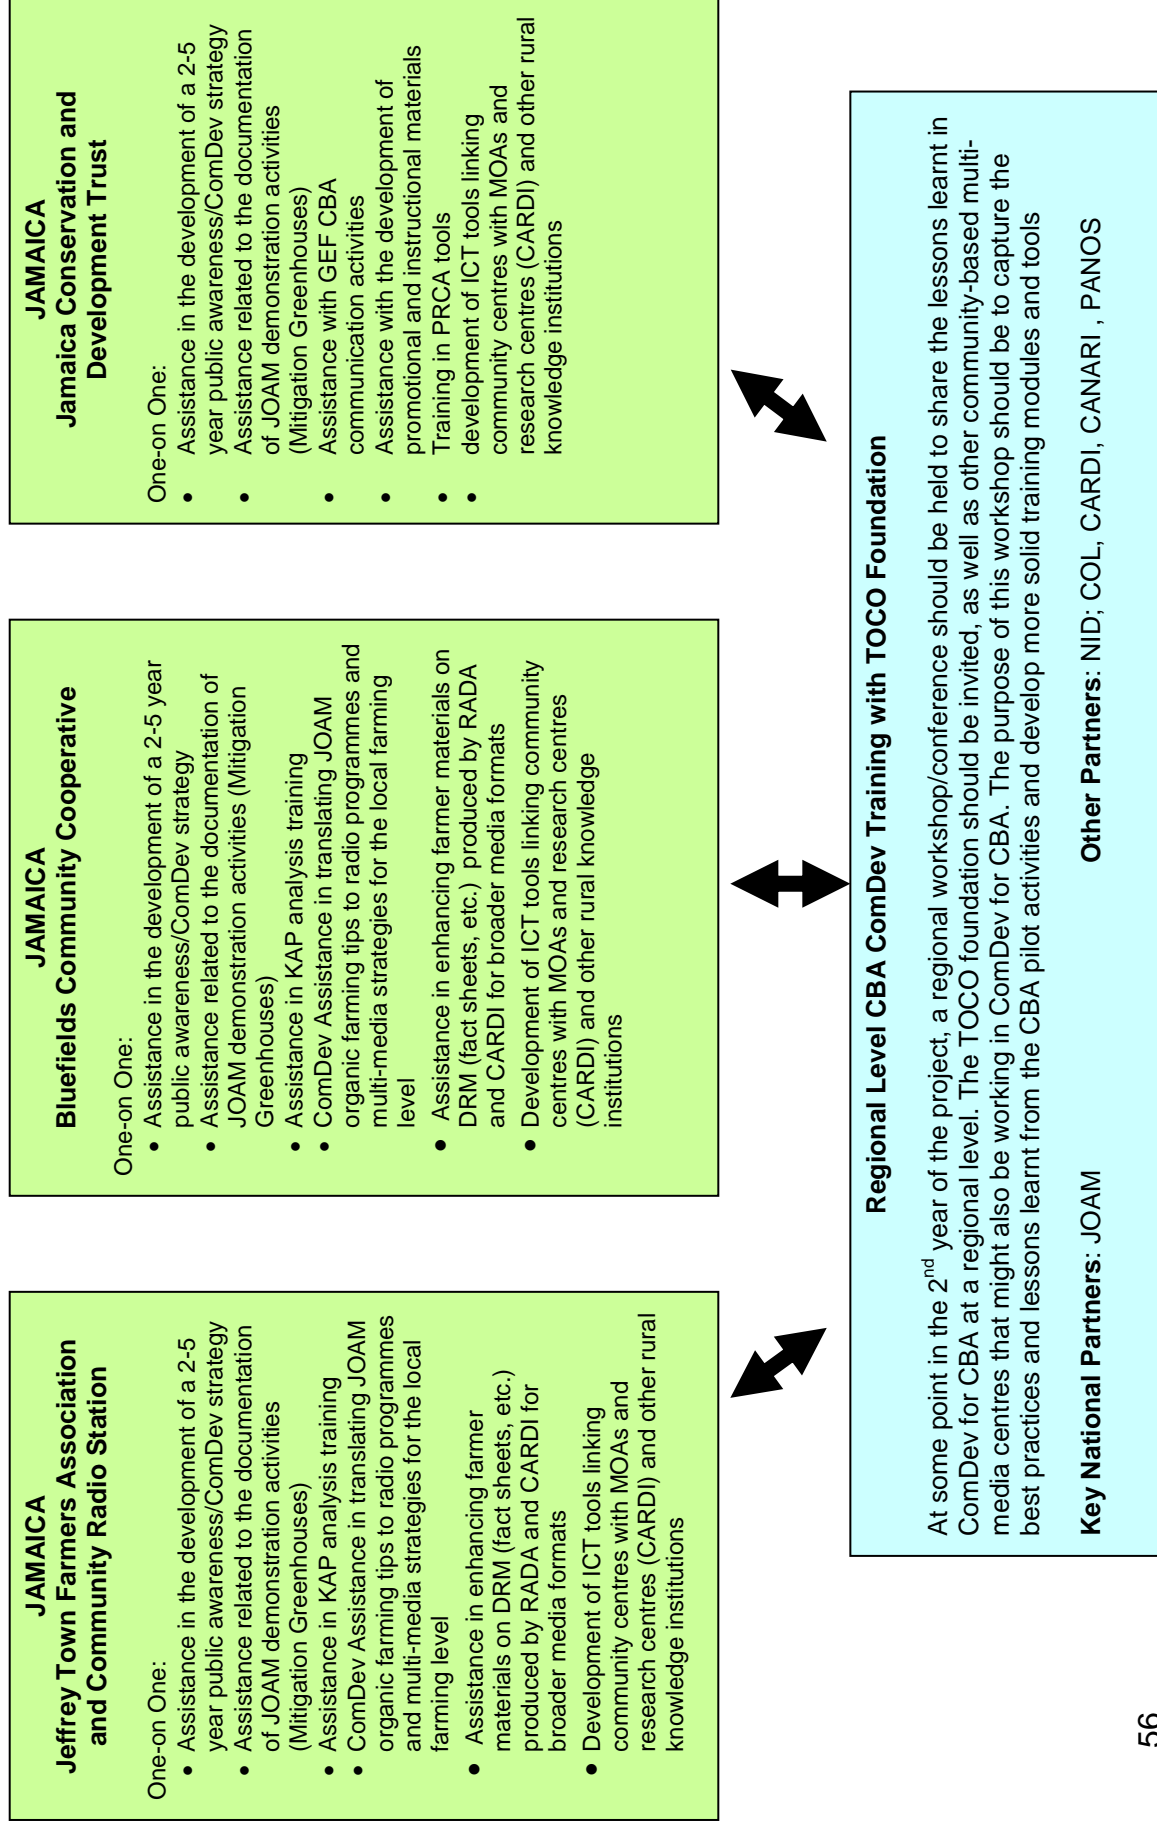 JAMAICA
Jeffrey Town Farmers Association
and Community Radio Station
One-on One:
• Assistance in the development of a 2-5
year public awareness/ComDev strategy
• Assistance related to the documentation
of JOAM demonstration activities
(Mitigation Greenhouses)
• Assistance in KAP analysis training
• ComDev Assistance in translating JOAM
organic farming tips to radio programmes
and multi-media strategies for the local
farming level
• Assistance in enhancing farmer
materials on DRM (fact sheets, etc.)
produced by RADA and CARDI for
broader media formats
• Development of ICT tools linking
community centres with MOAs and
research centres (CARDI) and other rural
knowledge institutions
JAMAICA
Bluefields Community Cooperative
One-on One:
• Assistance in the development of a 2-5 year
public awareness/ComDev strategy
• Assistance related to the documentation of
JOAM demonstration activities (Mitigation
Greenhouses)
• Assistance in KAP analysis training
• ComDev Assistance in translating JOAM
organic farming tips to radio programmes and
multi-media strategies for the local farming
level
• Assistance in enhancing farmer materials on
DRM (fact sheets, etc.) produced by RADA
and CARDI for broader media formats
• Development of ICT tools linking community
centres with MOAs and research centres
(CARDI) and other rural knowledge
institutions
JAMAICA
Jamaica Conservation and
Development Trust
One-on One:
• Assistance in the development of a 2-5
year public awareness/ComDev strategy
• Assistance related to the documentation
of JOAM demonstration activities
(Mitigation Greenhouses)
• Assistance with GEF CBA
communication activities
• Assistance with the development of
promotional and instructional materials
• Training in PRCA tools
• development of ICT tools linking
community centres with MOAs and
research centres (CARDI) and other rural
knowledge institutions
Regional Level CBA ComDev Training with TOCO Foundation
At some point in the 2nd year of the project, a regional workshop/conference should be held to share the lessons learnt in
ComDev for CBA at a regional level. The TOCO foundation should be invited, as well as other community-based multi-
media centres that might also be working in ComDev for CBA. The purpose of this workshop should be to capture the
best practices and lessons learnt from the CBA pilot activities and develop more solid training modules and tools
Key National Partners: JOAM Other Partners: NID; COL, CARDI, CANARI , PANOS
56